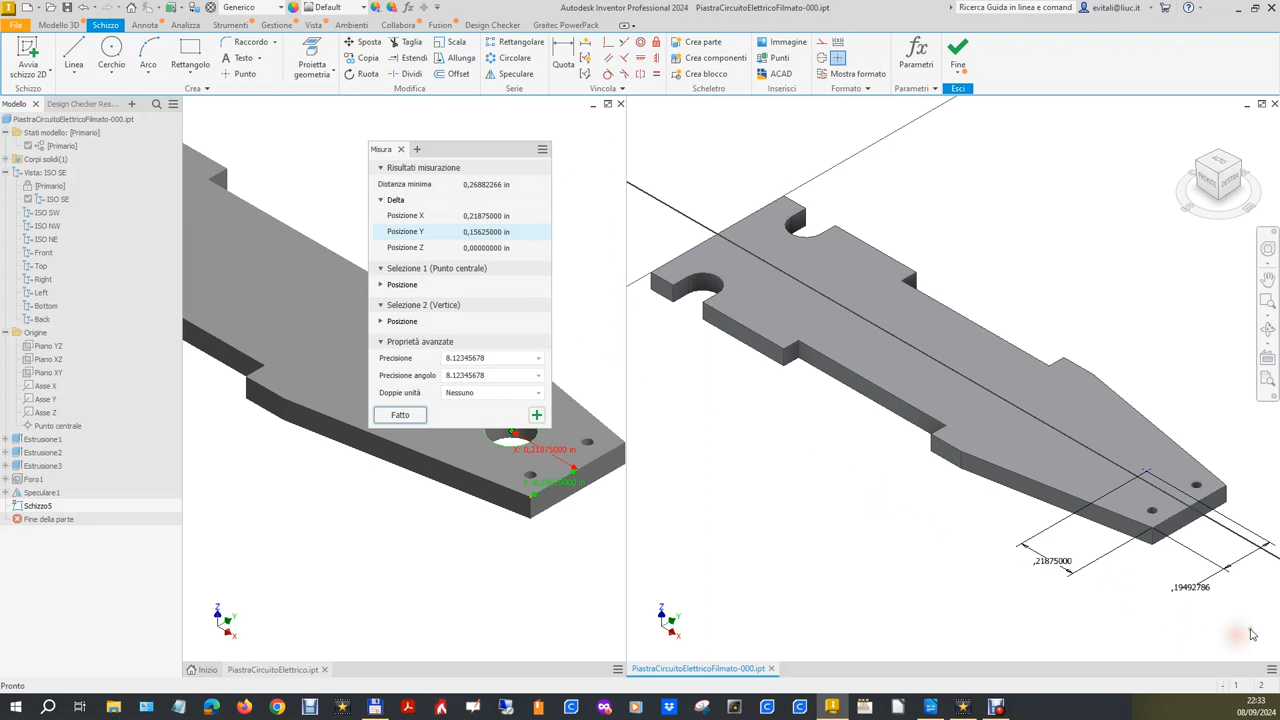 Generico
Default
Autodesk Inventor Professional 2024 PiastraCircuitoElettricoFilmato-000.ipt
Ricerca Guida in linea e comand
evitali@liuc.it
File Modello 3D Schizzo Annota Analizza Strumenti Gestione Vista Ambienti Collabora Fusion Design Checker Graitec PowerPack
Avvia schizzo 2D
Linea
Cerchio
Arco
Rettangolo
Raccordo
Testo
Punto
Proietta geometria
Sposta
Copia
Ruota
Taglia
Estendi
Dividi
Scala
Allunga
Offset
Rettangolare
Circolare
Speculare
Quota
Crea parte
Crea componenti
Crea blocco
Immagine
Punti
ACAD
Mostra formato
fx
Parametri
Fine
Schizzo Crea Modifica Serie Vincola Scheletro Inserisci Formato Parametri Esci
Modello Design Checker Res...
PiastraCircuitoElettricoFilmato-000.ipt
Stati modello: [Primario]
[Primario]
Corpi solidi(1)
Vista: ISO SE
[Primario]
ISO SE
ISO SW
ISO NW
ISO NE
Front
Top
Right
Left
Bottom
Back
Origine
Piano YZ
Piano XZ
Piano XY
Asse X
Asse Y
Asse Z
Punto centrale
Estrusione1
Estrusione2
Estrusione3
Foro1
Speculare1
Schizzo5
Fine della parte
Misura
Risultati misurazione
Distanza minima 0,26882266 in
Delta
Posizione X 0,21875000 in
Posizione Y 0,15625000 in
Posizione Z 0,00000000 in
Selezione 1 (Punto centrale)
Posizione
Selezione 2 (Vertice)
Posizione
Proprietà avanzate
Precisione 8.12345678
Precisione angolo 8.12345678
Doppie unità Nessuno
Fatto
X: 0,21875000 in
ALTO
FRONTE
DESTRA
,21875000
,19492786
Z
Y
X
Z
Y
X
Inizio PiastraCircuitoElettrico.ipt
PiastraCircuitoElettricoFilmato-000.ipt
Pronto
1 2
22:33
08/09/2024